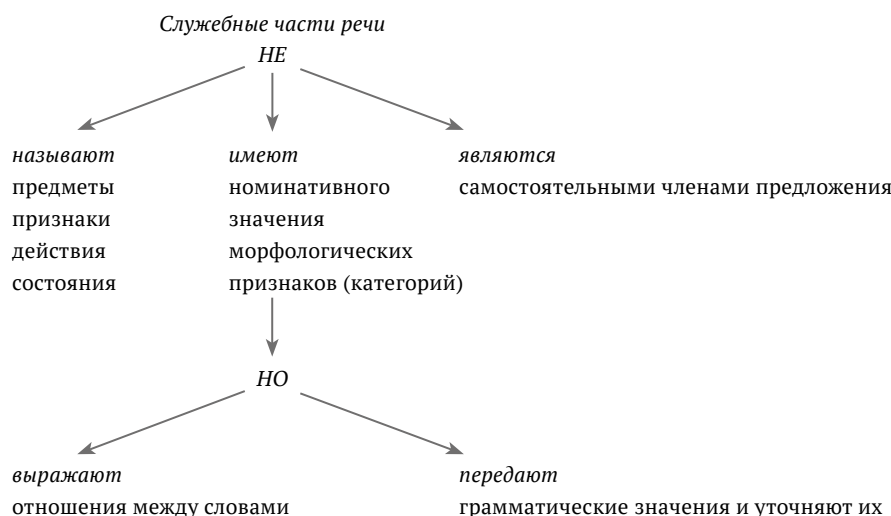 Служебные части речи
НЕ
называют имеют являются
предметы номинативного самостоятельными членами предложения
признаки значения
действия морфологических
состояния признаков (категорий)
НО
выражают передают
отношения между словами грамматические значения и уточняют их